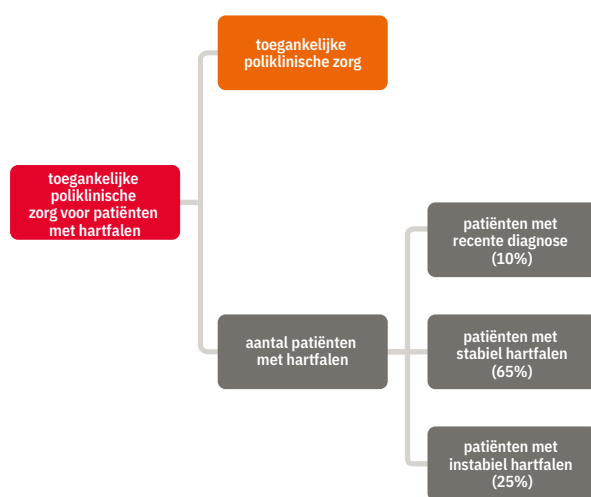 toegankelijke
poliklinische zorg
toegankelijke
poliklinische
zorg voor patiënten
met hartfalen
patiënten met
recente diagnose
(10%)
aantal patiënten
met hartfalen
patiënten met
stabiel hartfalen
(65%)
patiënten met
instabiel hartfalen
(25%)